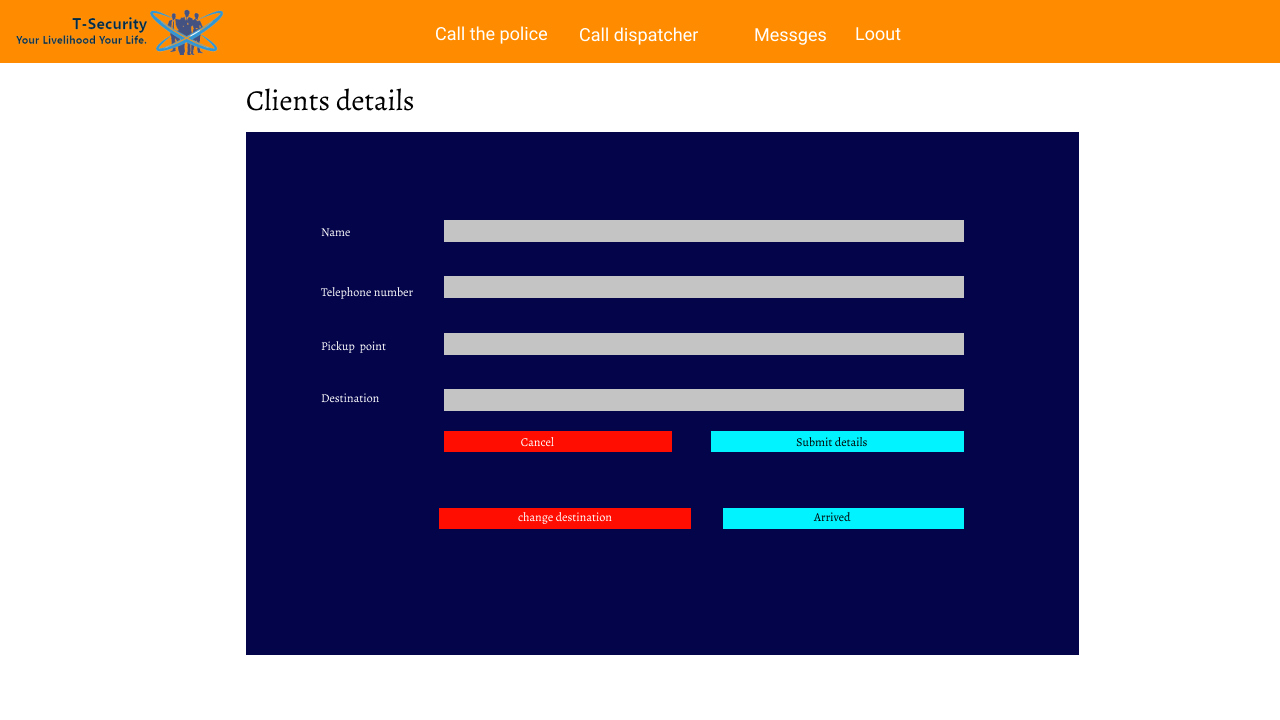 T-Security
Your Livelihood Your Life.
Call the police Call dispatcher Messges Loout
Clients details
Name
Telephone number
Pickup point
Destination
Cancel Submit details
change destination Arrived